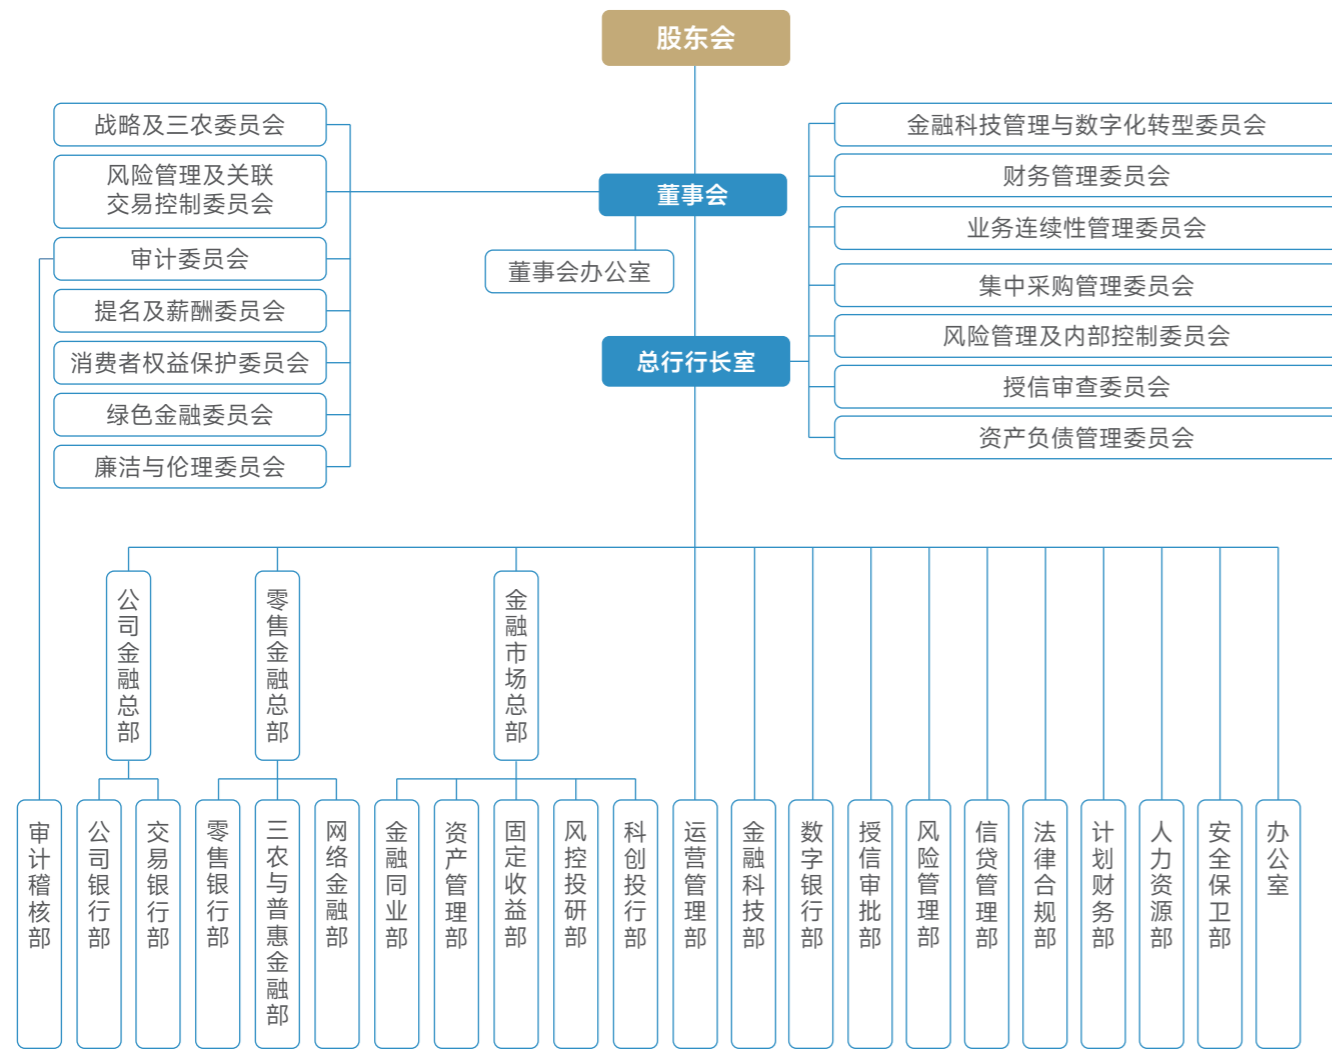 股东会
战略及三农委员会
风险管理及关联
交易控制委员会
审计委员会
提名及薪酬委员会
消费者权益保护委员会
绿色金融委员会
廉洁与伦理委员会
董事会
董事会办公室
总行行长室
金融科技管理与数字化转型委员会
财务管理委员会
业务连续性管理委员会
集中采购管理委员会
风险管理及内部控制委员会
授信审查委员会
资产负债管理委员会
公司金融总部
零售金融总部
金融市场总部
审计稽核部
公司银行部
交易银行部
零售银行部
三农与普惠金融部
网络金融部
金融同业部
资产管理部
固定收益部
风控投研部
科创投行部
运营管理部
金融科技部
数字银行部
授信审批部
风险管理部
信贷管理部
法律合规部
计划财务部
人力资源部
安全保卫部
办公室